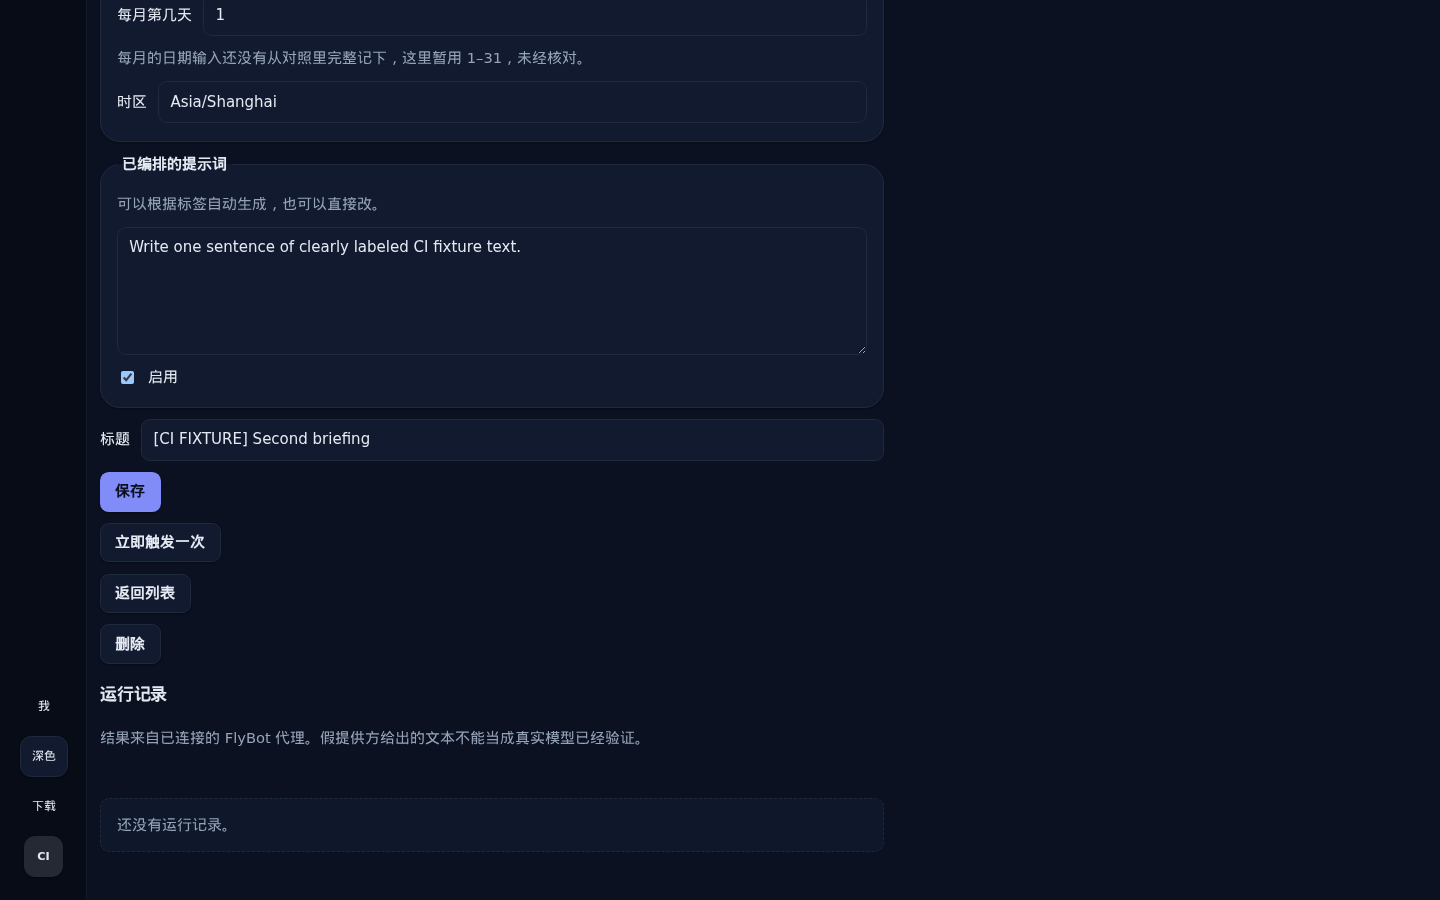 每月第几天
1
每月的日期输入还没有从对照里完整记下，这里暂用 1–31，未经核对。
时区
Asia/Shanghai
已编排的提示词
可以根据标签自动生成，也可以直接改。
Write one sentence of clearly labeled CI fixture text.
启用
标题
[CI FIXTURE] Second briefing
保存
立即触发一次
返回列表
删除
运行记录
结果来自已连接的 FlyBot 代理。假提供方给出的文本不能当成真实模型已经验证。
还没有运行记录。
我
深色
下载
CI